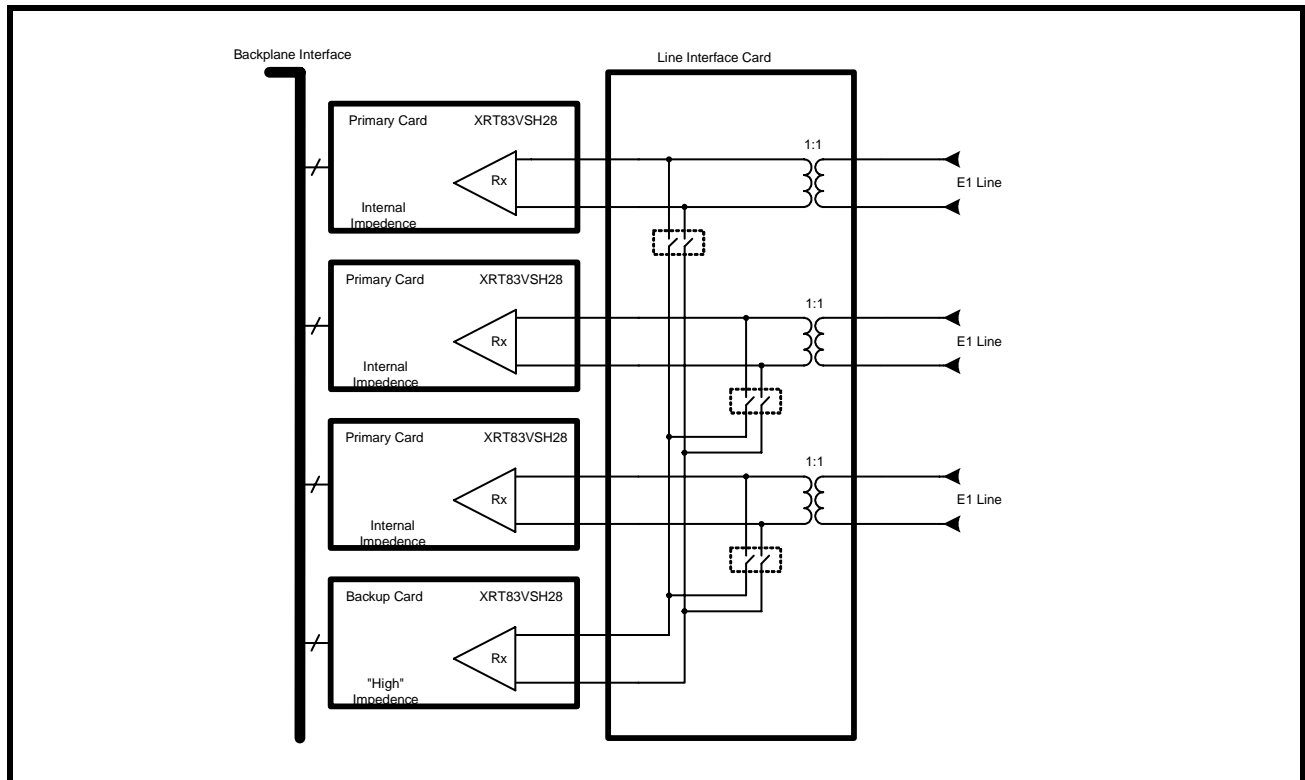 Backplane Interface
Line Interface Card
Primary Card XRT83VSH28
1:1
Rx
E1 Line
Internal
Impedence
Primary Card XRT83VSH28
1:1
Rx
E1 Line
Internal
Impedence
Primary Card XRT83VSH28
1:1
Rx
E1 Line
Internal
Impedence
Backup Card XRT83VSH28
Rx
"High"
Impedence